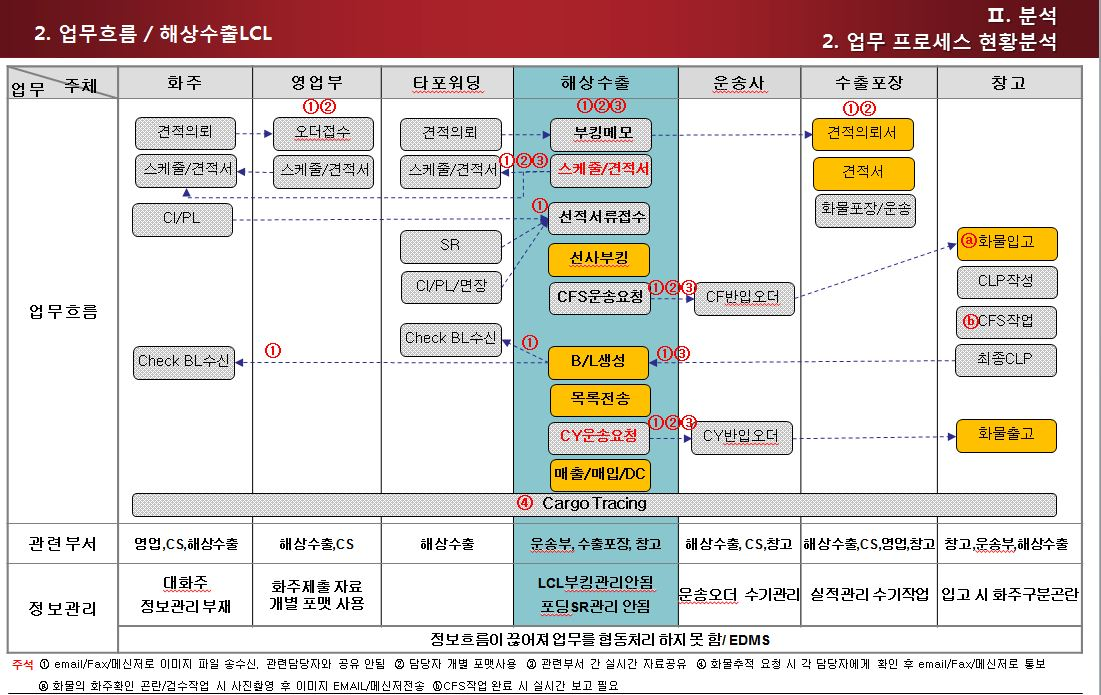 2. 업무흐름 / 해상수출LCL
Ⅱ. 분석
2. 업무 프로세스 현황분석
업무 주체
화주
영업부
타포워딩
해상수출
운송사
수출포장
창고
①②
①②③
①②
견적의뢰
오더접수
견적의뢰
부킹메모
견적의뢰서
스케줄/견적서
스케줄/견적서
스케줄/견적서
①②③
스케줄/견적서
견적서
CI/PL
①
선적서류접수
화물포장/운송
SR
선사부킹
ⓐ화물입고
CI/PL/면장
CFS운송요청
①②③
CF반입오더
CLP작성
업무흐름
ⓑCFS작업
Check BL수신
①
①
①③
Check BL수신
B/L생성
최종CLP
목록전송
CY운송요청
①②③
CY반입오더
화물출고
매출/매입/DC
④ Cargo Tracing
관련부서
영업,CS,해상수출
해상수출,CS
해상수출
운송부, 수출포장, 창고
해상수출, CS,창고
해상수출,CS,영업,창고
창고,운송부,해상수출
정보관리
대화주
정보관리 부재
화주제출 자료
개별 포맷 사용
LCL부킹관리안됨
포딩SR관리 안됨
운송오더 수기관리
실적관리 수기작업
입고 시 화주구분곤란
정보흐름이 끊어져 업무를 협동처리 하지 못 함/ EDMS
주석 ① email/Fax/메신저로 이미지 파일 송수신, 관련담당자와 공유 안됨 ② 담당자 개별 포맷사용 ③ 관련부서 간 실시간 자료공유 ④ 화물추적 요청 시 각 담당자에게 확인 후 email/Fax/메신저로 통보
ⓐ 화물의 화주확인 곤란/검수작업 시 사진촬영 후 이미지 EMAIL/메신저전송 ⓑCFS작업 완료 시 실시간 보고 필요